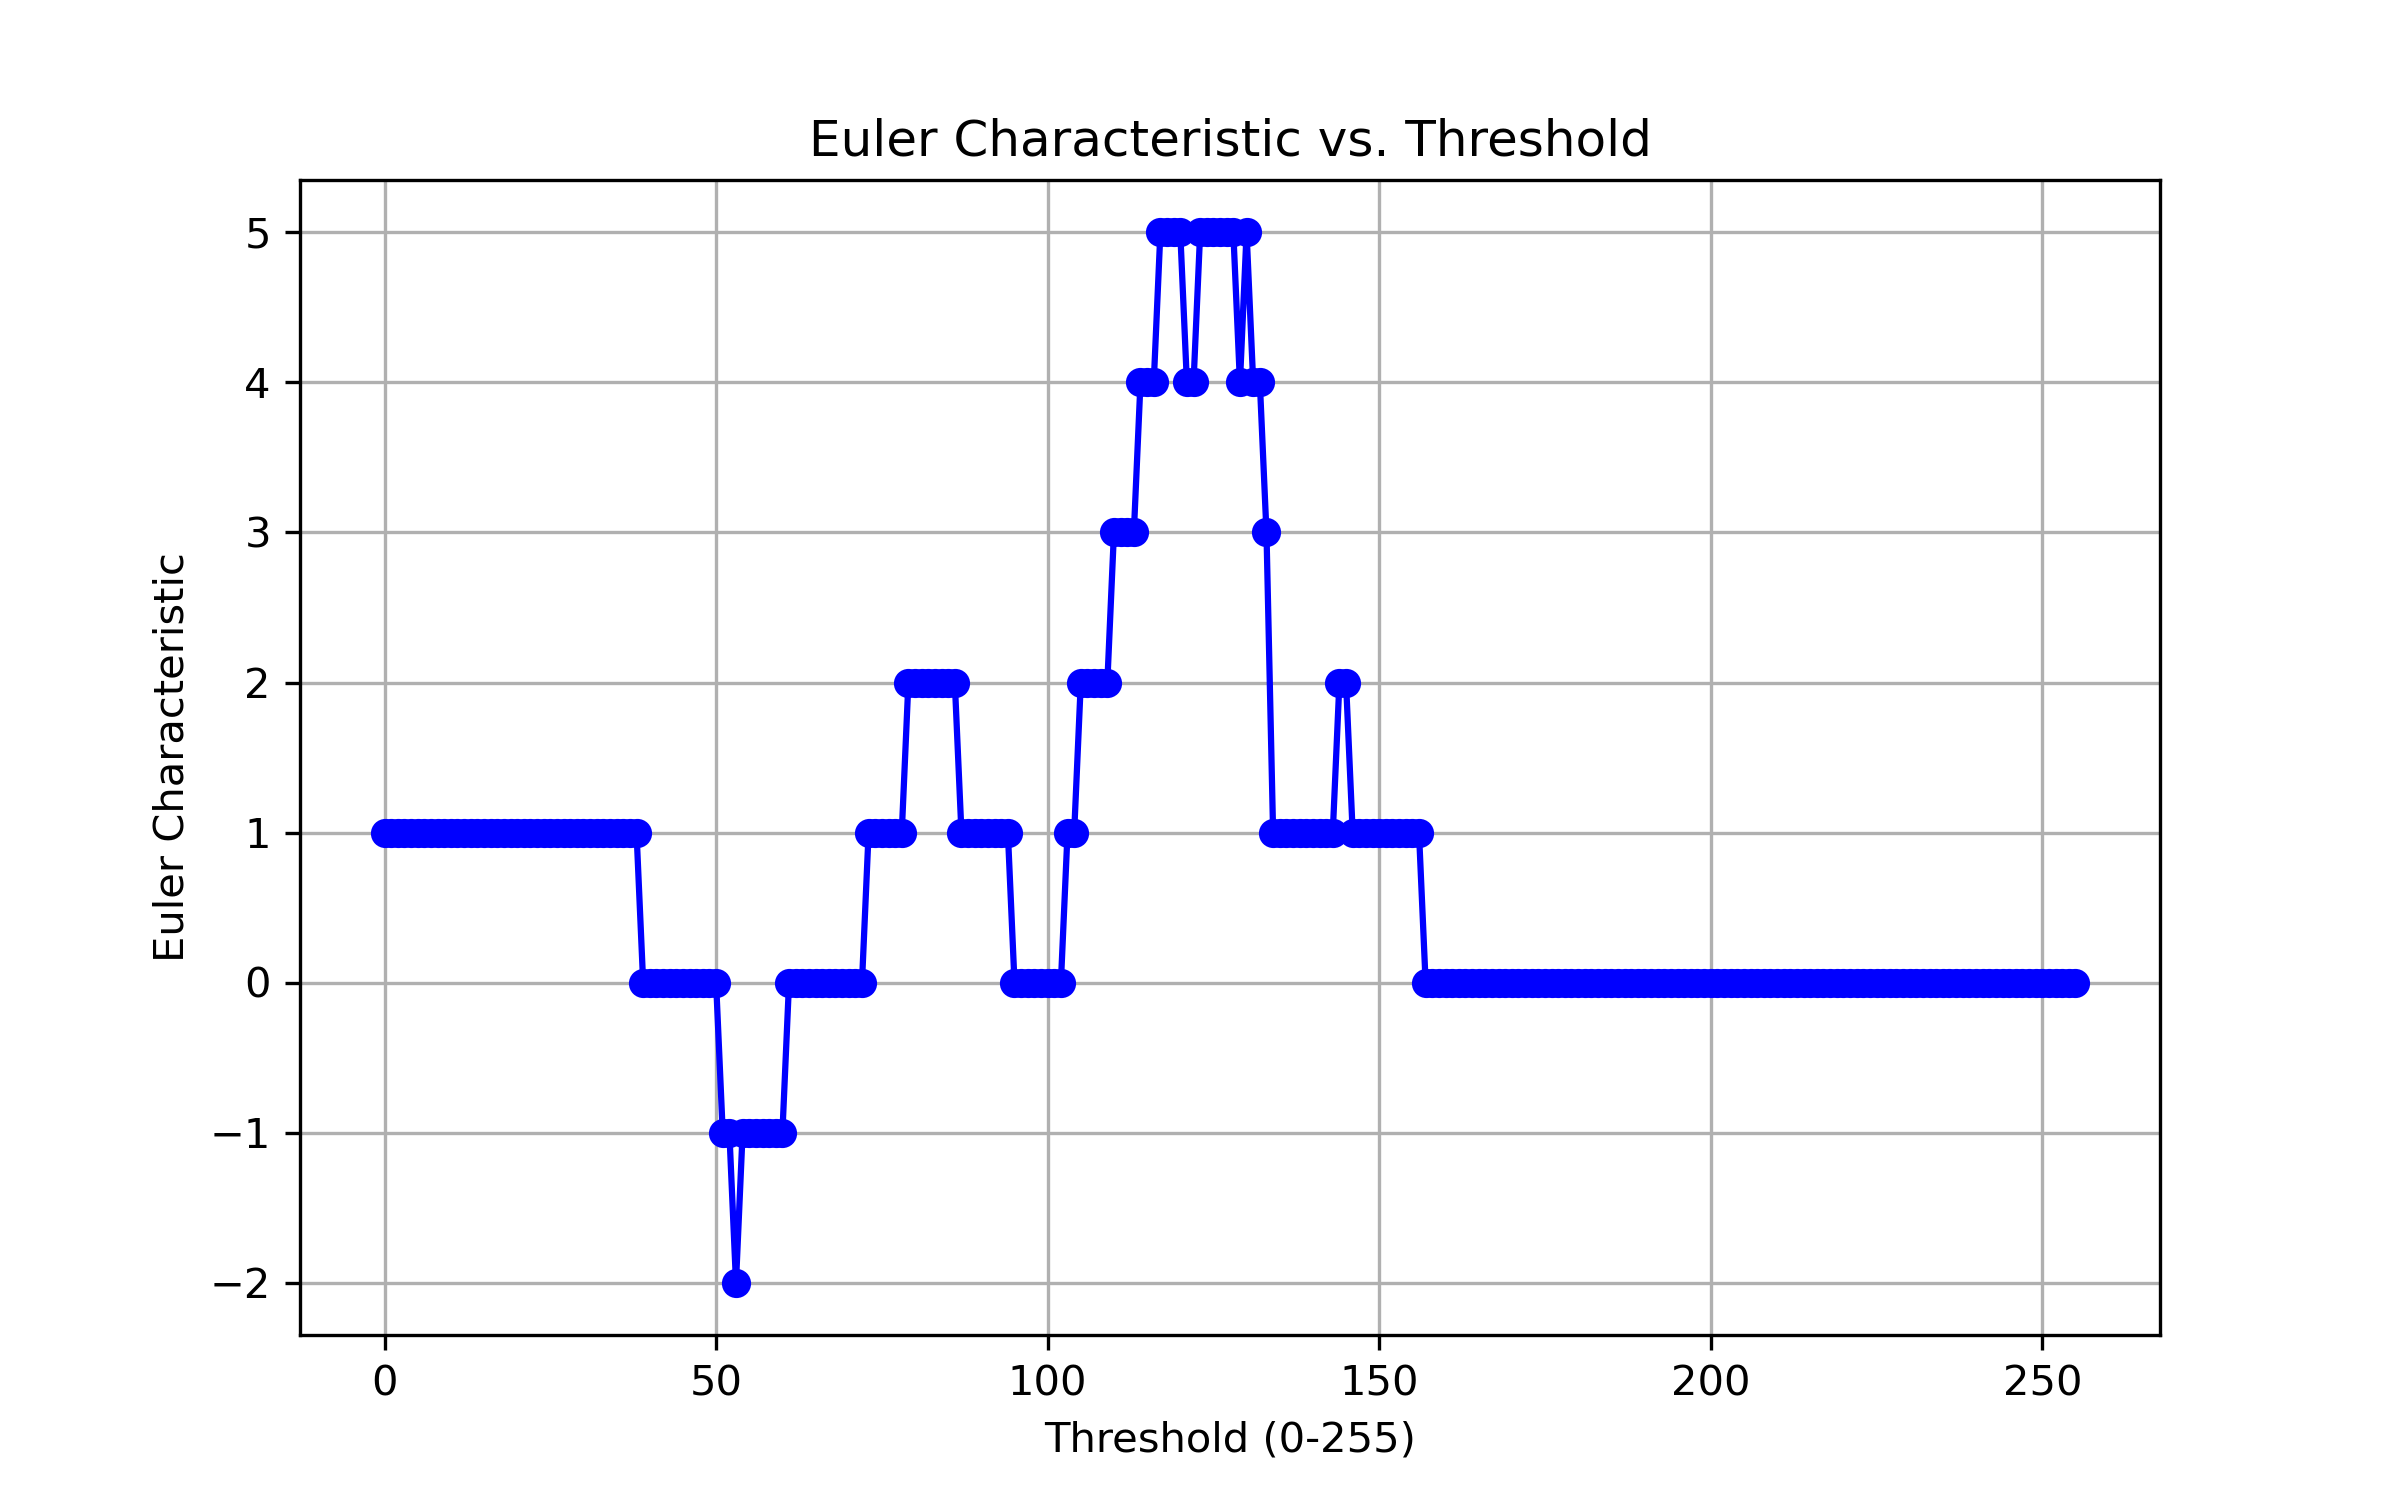 Euler Characteristic vs. Threshold
Euler Characteristic
5
4
3
2
1
0
−1
−2
0 50 100 150 200 250
Threshold (0-255)